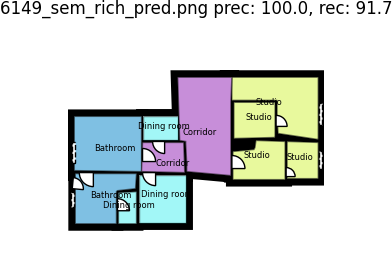 6149_sem_rich_pred.png prec: 100.0, rec: 91.7
Studio
Studio
Dining room
Corridor
Bathroom
Studio
Studio
Corridor
Bathroom
Dining room
Dining room